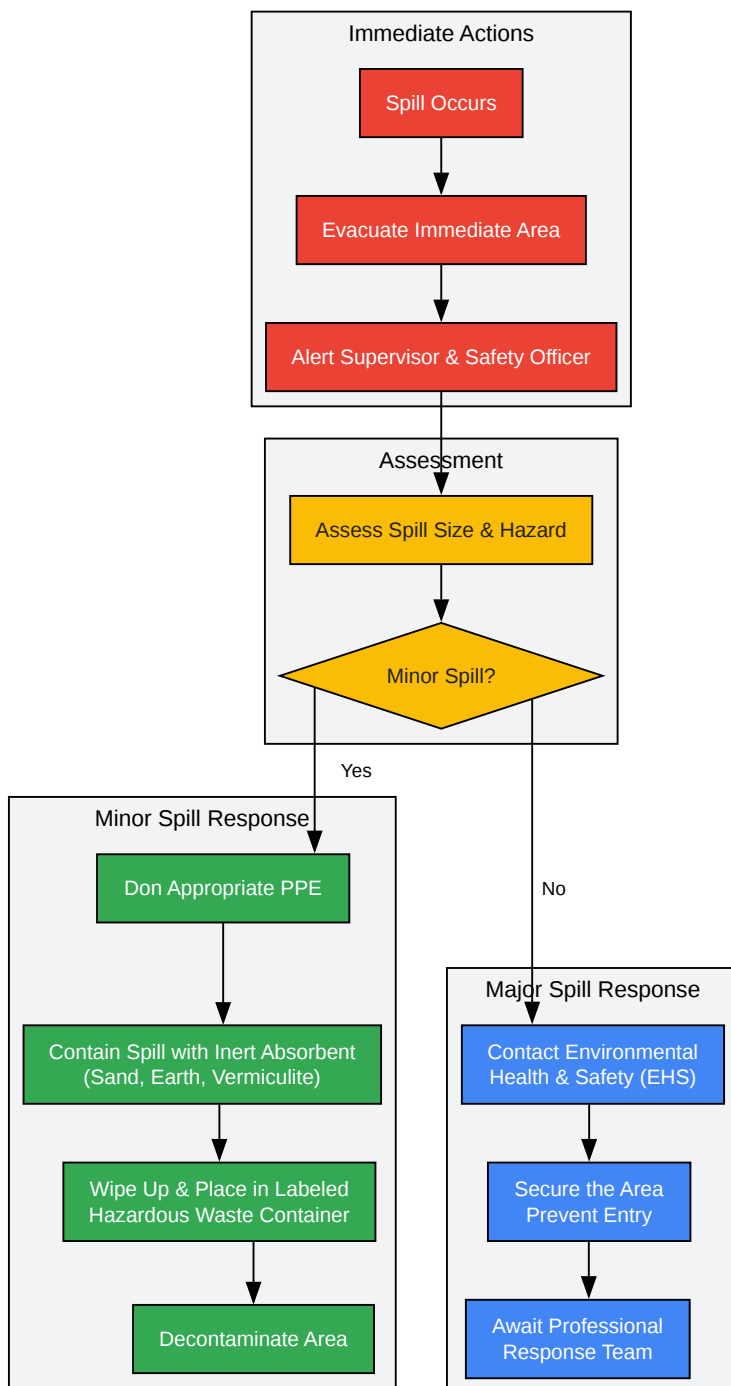 Immediate Actions
Spill Occurs
Evacuate Immediate Area
Alert Supervisor & Safety Officer
Assessment
Assess Spill Size & Hazard
Minor Spill?
Yes
No
Minor Spill Response
Don Appropriate PPE
Contain Spill with Inert Absorbent
(Sand, Earth, Vermiculite)
Wipe Up & Place in Labeled
Hazardous Waste Container
Decontaminate Area
Major Spill Response
Contact Environmental
Health & Safety (EHS)
Secure the Area
Prevent Entry
Await Professional
Response Team